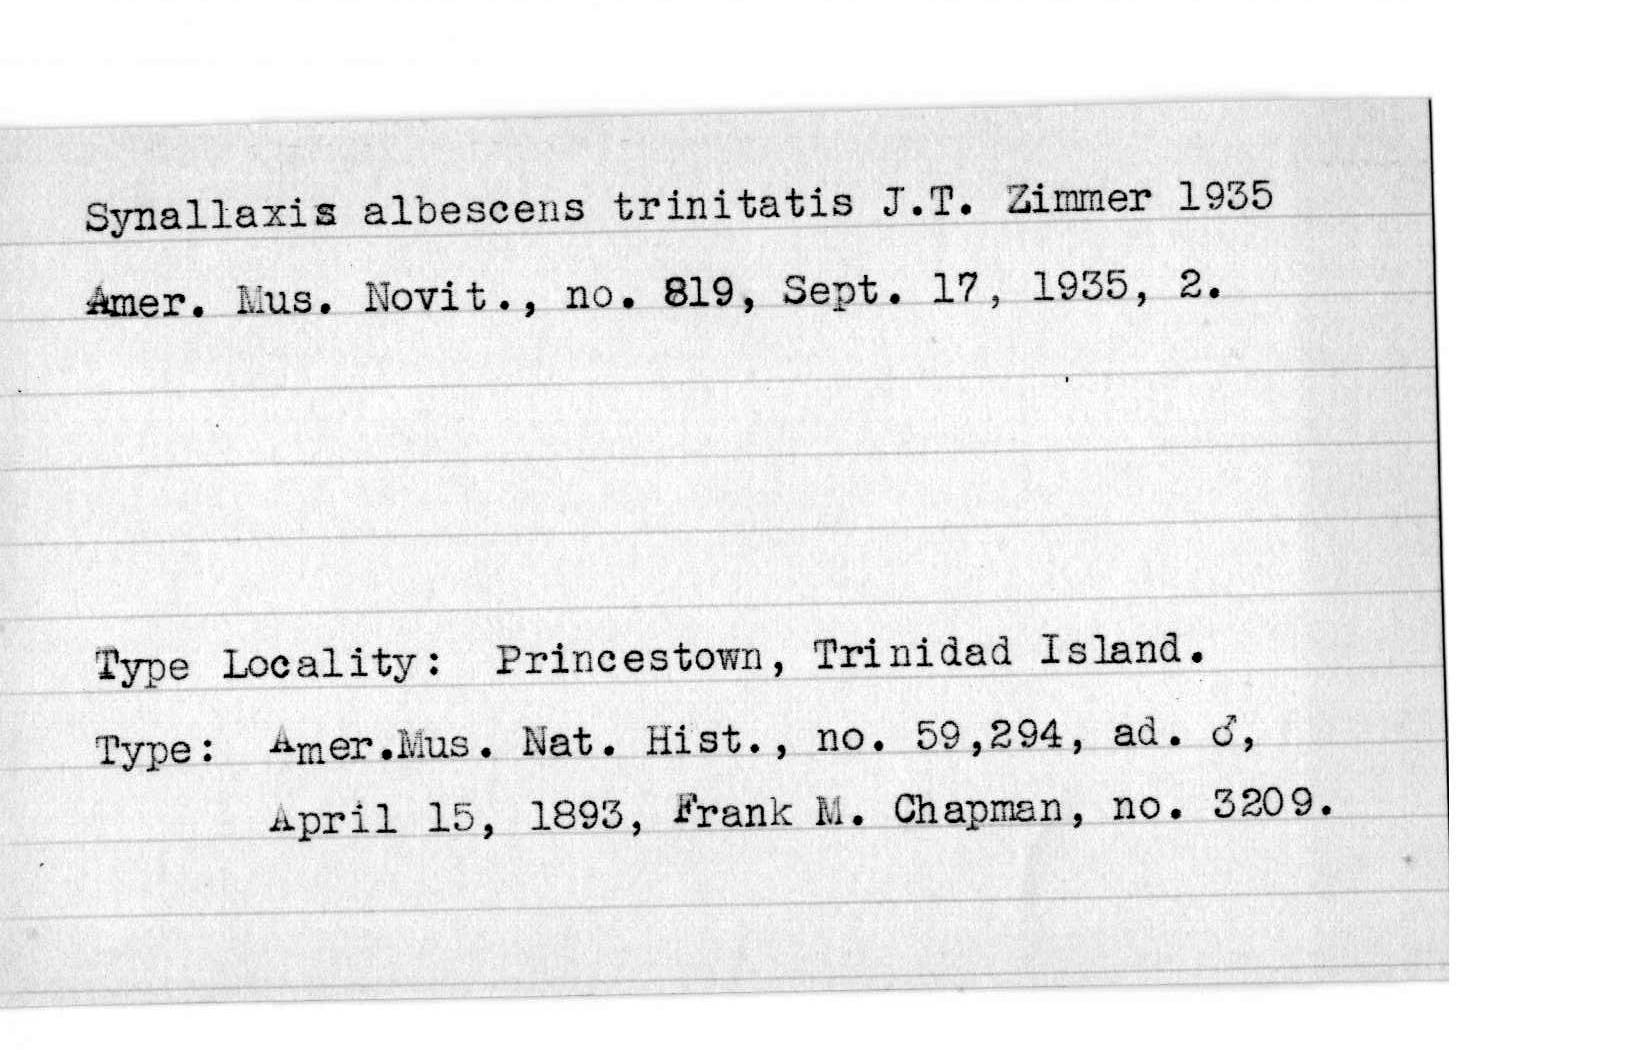 Synallaxis albescens trinitatis J.T. Zimmer 1935
Amer. Mus. Novit., no. 819, Sept. 17, 1935, 2.
Type Locality: Princestown, Trinidad Island.
Type: Amer.Mus. Nat. Hist., no. 59,294, ad. ♂,
April 15, 1893, Frank M. Chapman, no. 3209.